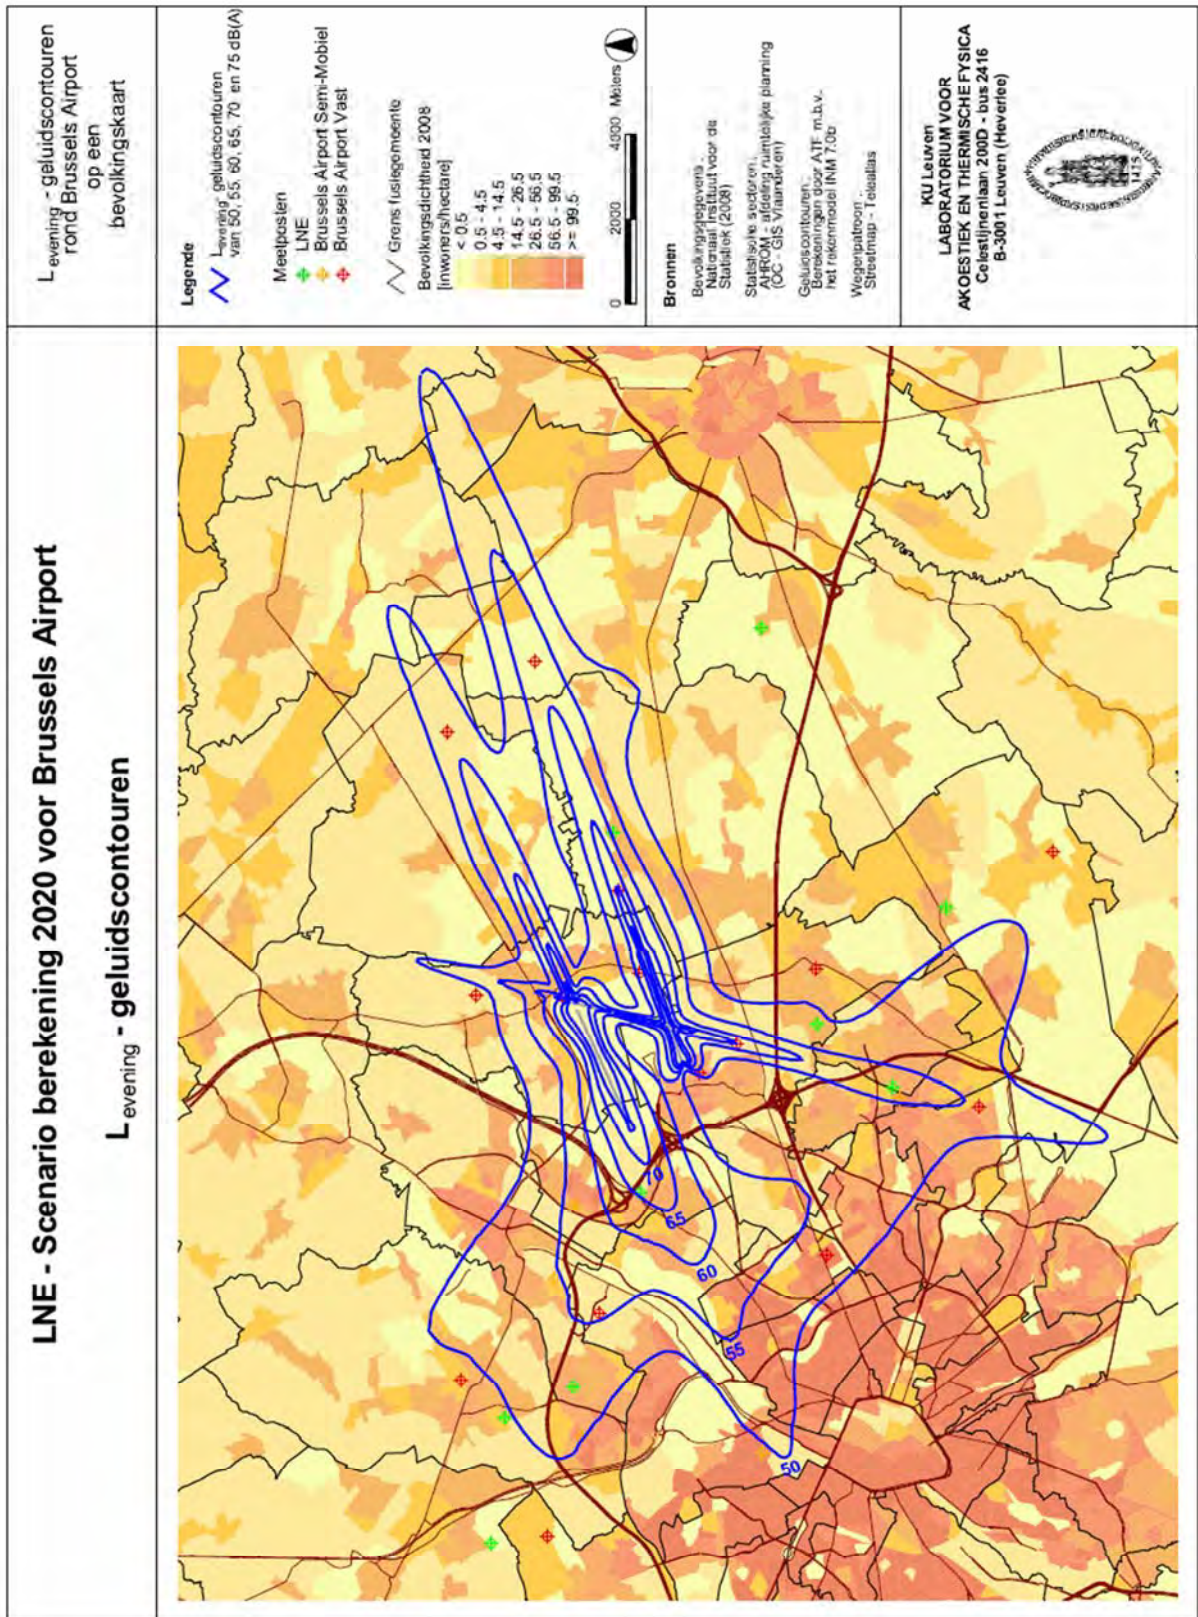 LNE - Scenario berekening 2020 voor Brussels Airport
Levening - geluidscontouren
Levening - geluidscontouren
rond Brussels Airport
op een
bevolkingskaart
Legende
Levening geluidscontouren
van 50, 55, 60, 65, 70 en 75 dB(A)
Meetposten
LNE
Brussels Airport Semi-Mobiel
Brussels Airport Vast
Grens fusiegemeente
Bevolkingsdichtheid 2008
[inwoners/hectare]
< 0.5
0.5 - 4.5
4.5 - 14.5
14.5 - 26.5
26.5 - 56.5
56.5 - 99.5
>= 99.5
0 2000 4000 Meters
Bronnen
Bevolkingsgegevens :
Nationaal Instituut voor de
Statistiek (2008)
Statistische sectoren :
AHROM - afdeling ruimtelijke planning
(OC - GIS Vlaanderen)
Geluidscontouren :
Berekeningen door ATF m.b.v.
het rekenmodel INM 7.0b
Wegenpatroon :
Streetmap - Teleatlas
KU Leuven
LABORATORIUM VOOR
AKOESTIEK EN THERMISCHE FYSICA
Celestijnenlaan 200D - bus 2416
B-3001 Leuven (Heverlee)
1425
70
65
60
55
50